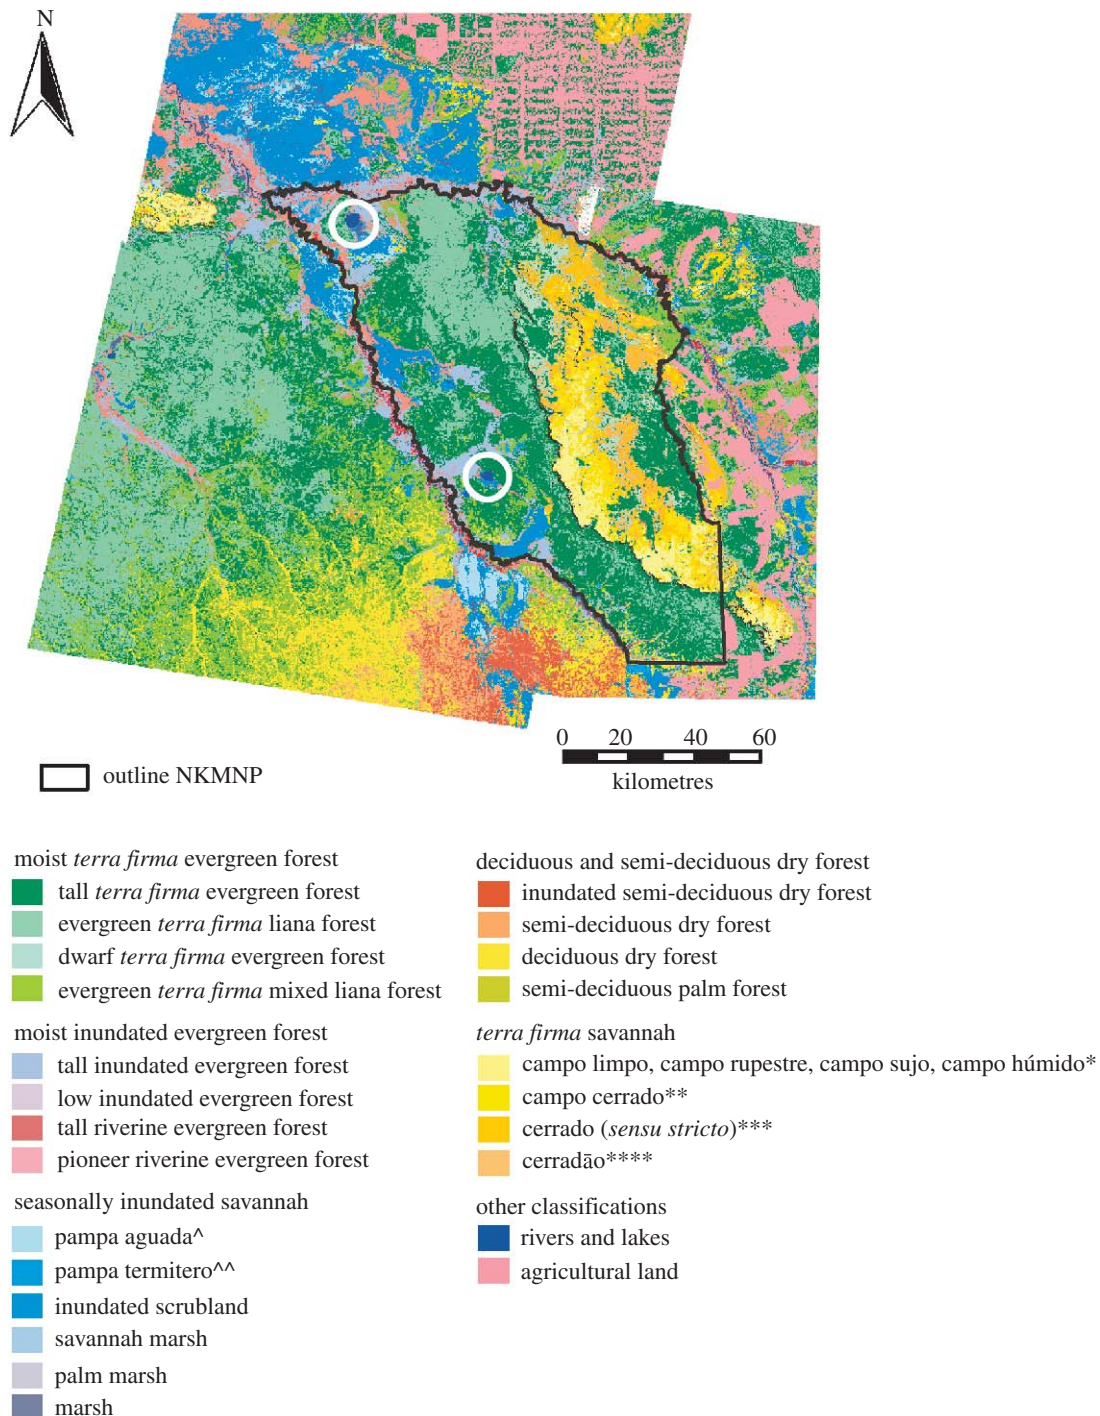 N
0 20 40 60
kilometres
outline NKMNP
moist terra firma evergreen forest
tall terra firma evergreen forest
evergreen terra firma liana forest
dwarf terra firma evergreen forest
evergreen terra firma mixed liana forest
moist inundated evergreen forest
tall inundated evergreen forest
low inundated evergreen forest
tall riverine evergreen forest
pioneer riverine evergreen forest
seasonally inundated savannah
pampa aguada^
pampa termitero^^
inundated scrubland
savannah marsh
palm marsh
marsh
deciduous and semi-deciduous dry forest
inundated semi-deciduous dry forest
semi-deciduous dry forest
deciduous dry forest
semi-deciduous palm forest
terra firma savannah
campo limpo, campo rupestre, campo sujo, campo húmido*
campo cerrado**
cerrado (sensu stricto)***
cerradāo****
other classifications
rivers and lakes
agricultural land